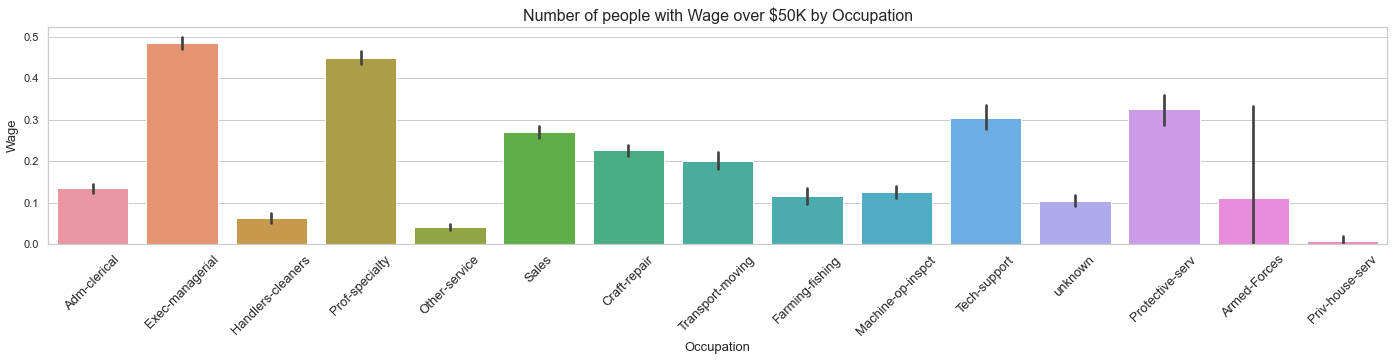 Number of people with Wage over $50K by Occupation
0.5
0.4
0.3
0.2
0.1
0.0
Wage
Adm-clerical
Exec-managerial
Handlers-cleaners
Prof-specialty
Other-service
Sales
Craft-repair
Transport-moving
Farming-fishing
Machine-op-inspct
Tech-support
unknown
Protective-serv
Armed-Forces
Priv-house-serv
Occupation